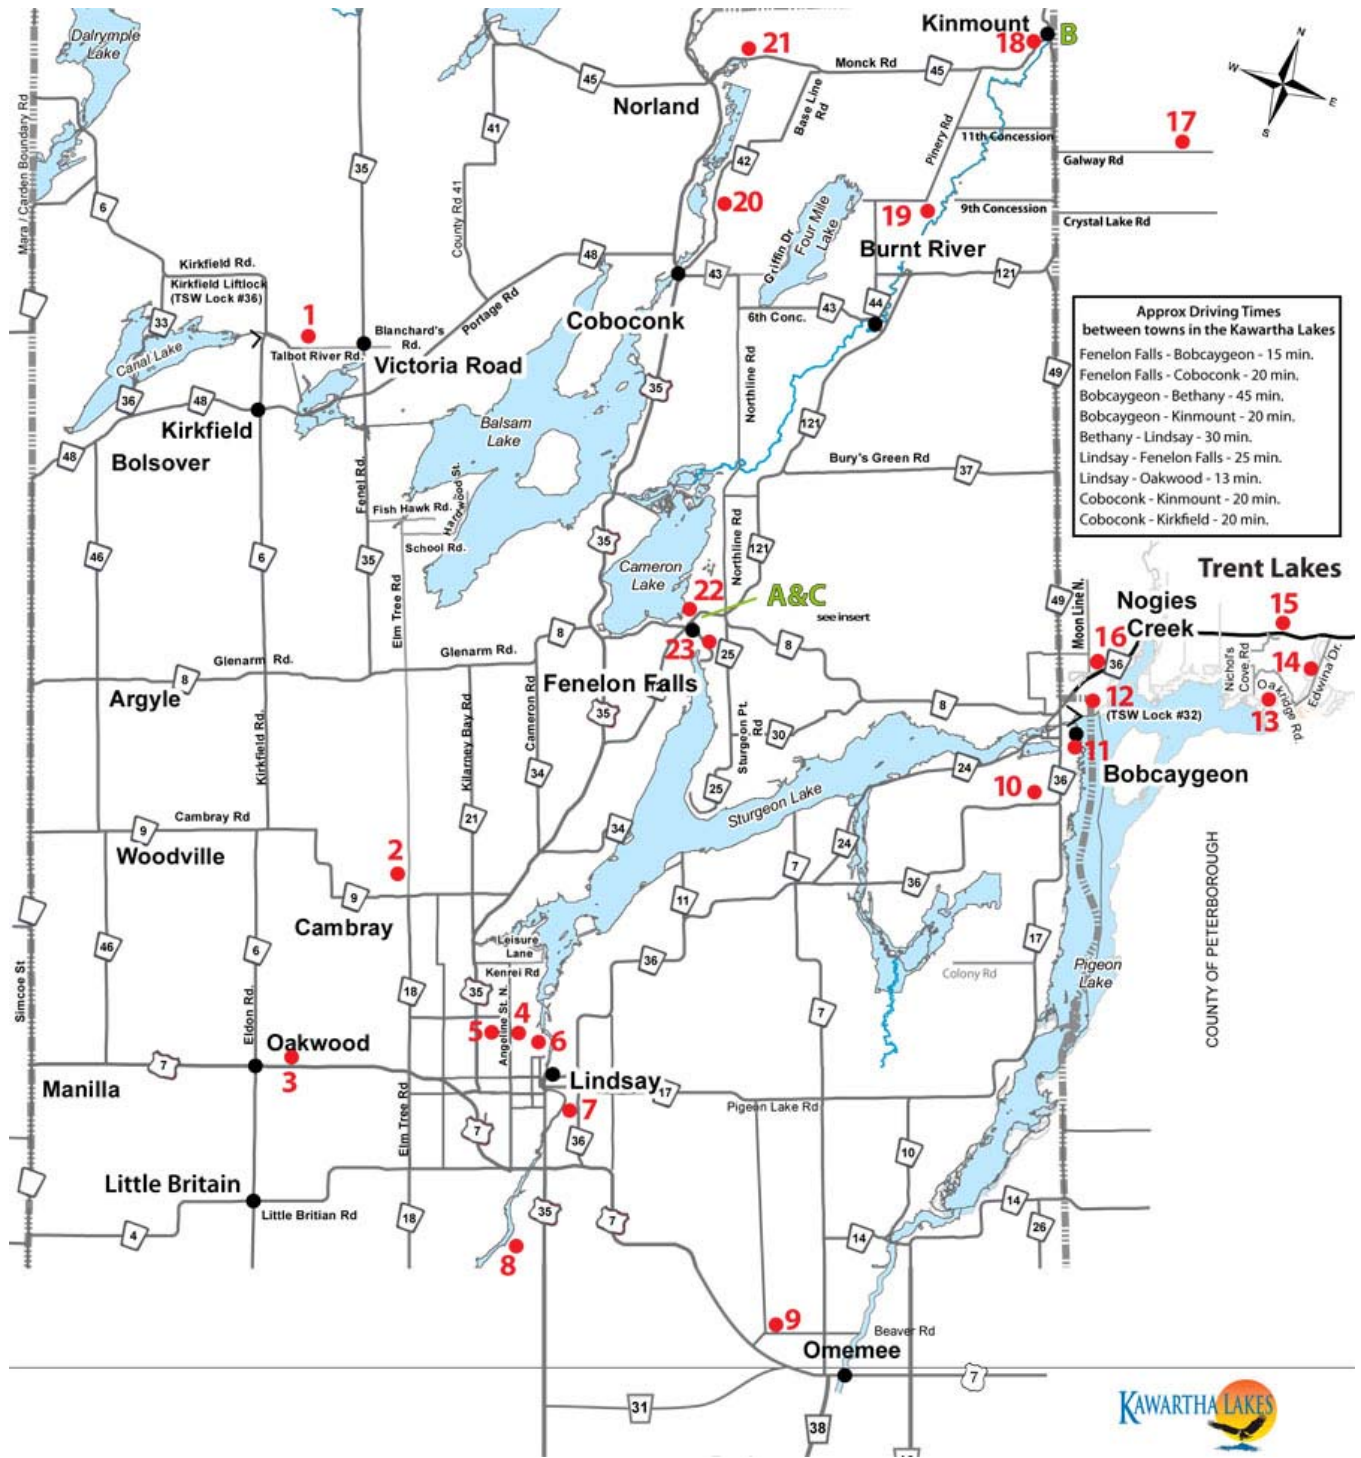 Kinmount
B
18
21
Dalrymple
Lake
N
W
E
S
45
Monck Rd
45
Norland
Base Line
Rd
41
17
Pinery Rd
11th Concession
Galway Rd
42
35
Mara / Carden Boundary Rd
6
County Rd 41
20
19
9th Concession
Crystal Lake Rd
Griffin Dr
Four Mile
Lake
Burnt River
Kirkfield Rd.
48
43
121
Kirkfield Liftlock
(TSW Lock #36)
33
1
Portage Rd
Blanchard's
Rd.
Talbot River Rd.
Victoria Road
Coboconk
6th Conc.
43
44
Canal Lake
36
48
Kirkfield
Bolsover
48
35
Northline Rd
49
Approx Driving Times
between towns in the Kawartha Lakes
Fenelon Falls - Bobcaygeon - 15 min.
Fenelon Falls - Coboconk - 20 min.
Bobcaygeon - Bethany - 45 min.
Bobcaygeon - Kinmount - 20 min.
Bethany - Lindsay - 30 min.
Lindsay - Fenelon Falls - 25 min.
Lindsay - Oakwood - 13 min.
Coboconk - Kinmount - 20 min.
Coboconk - Kirkfield - 20 min.
Balsam
Lake
121
Bury's Green Rd
37
Fenel Rd.
Fish Hawk Rd.
Hardwood St.
School Rd.
46
6
35
35
Northline Rd
121
Cameron
Lake
Elm Tree Rd
22
A&C
see insert
49
Moon Line N.
Trent Lakes
Nogies
Creek
15
16
36
8
23
25
8
Glenarm Rd.
Glenarm Rd.
8
Argyle
Fenelon Falls
Nichol's
Cove Rd
14
Edwina Dr.
Oakridge Rd.
13
12
(TSW Lock #32)
8
35
Cameron Rd
Killarney Bay Rd
Kirkfield Rd.
Sturgeon Pt.
Rd
30
11
Bobcaygeon
34
25
24
10
36
Sturgeon Lake
Cambray Rd
9
Woodville
21
34
24
7
2
36
9
Cambray
11
COUNTY OF PETERBOROUGH
Leisure
Lane
Kenrei Rd
36
17
Colony Rd
Pigeon
Lake
46
6
18
35
Angeline St. N.
7
Simcoe St
Eldon Rd.
5
4
6
Oakwood
7
3
Manilla
Lindsay
17
Pigeon Lake Rd
7
Elm Tree Rd
7
36
10
Little Britain
Little Britian Rd
4
18
35
7
14
14
26
8
9
Beaver Rd
Omemee
7
31
38
KAWARTHA LAKES